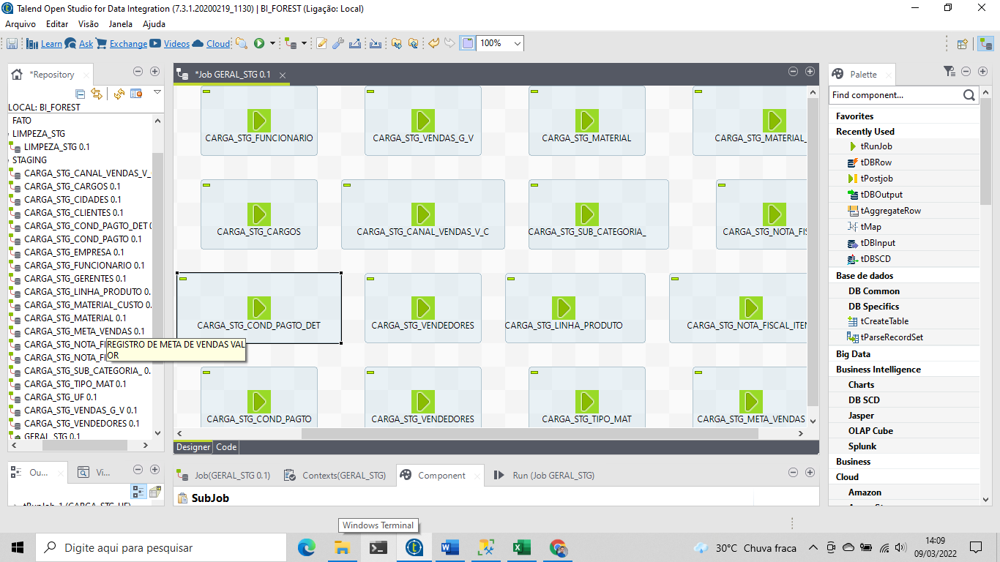 Talend Open Studio for Data Integration (7.3.1.20200219_1130) | BI_FOREST (Ligação: Local)
Arquivo Editar Visão Janela Ajuda
Learn Ask Exchange Videos Cloud 100%
*Repository
LOCAL: BI_FOREST
FATO
LIMPEZA_STG
LIMPEZA_STG 0.1
STAGING
CARGA_STG_CANAL_VENDAS_V_
CARGA_STG_CARGOS 0.1
CARGA_STG_CIDADES 0.1
CARGA_STG_CLIENTES 0.1
CARGA_STG_COND_PAGTO_DET 0
CARGA_STG_COND_PAGTO 0.1
CARGA_STG_EMPRESA 0.1
CARGA_STG_FUNCIONARIO 0.1
CARGA_STG_GERENTES 0.1
CARGA_STG_LINHA_PRODUTO 0.
CARGA_STG_MATERIAL_CUSTO 0.
CARGA_STG_MATERIAL 0.1
CARGA_STG_META_VENDAS 0.1
CARGA_STG_NOTA_FI
CARGA_STG_NOTA_FI
CARGA_STG_SUB_CATEGORIA_ 0.
CARGA_STG_TIPO_MAT 0.1
CARGA_STG_UF 0.1
CARGA_STG_VENDAS_G_V 0.1
CARGA_STG_VENDEDORES 0.1
GERAL_STG 0.1
REGISTRO DE META DE VENDAS VAL
OR
Ou... Vi...
tRunJob_1 (CARGA_STG_UF)
*Job GERAL_STG 0.1
CARGA_STG_FUNCIONARIO CARGA_STG_VENDAS_G_V CARGA_STG_MATERIAL CARGA_STG_MATERIAL_
CARGA_STG_CARGOS CARGA_STG_CANAL_VENDAS_V_C CARGA_STG_SUB_CATEGORIA_ CARGA_STG_NOTA_FIS
CARGA_STG_COND_PAGTO_DET CARGA_STG_VENDEDORES CARGA_STG_LINHA_PRODUTO CARGA_STG_NOTA_FISCAL_ITEN
CARGA_STG_COND_PAGTO CARGA_STG_VENDEDORES CARGA_STG_TIPO_MAT CARGA_STG_META_VENDAS
Designer Code
Job(GERAL_STG 0.1) Contexts(GERAL_STG) Component Run (Job GERAL_STG)
SubJob
Palette
Find component...
Favorites
Recently Used
tRunJob
tDBRow
tPostjob
tDBOutput
tAggregateRow
tMap
tDBInput
tDBSCD
Base de dados
DB Common
DB Specifics
tCreateTable
tParseRecordSet
Big Data
Business Intelligence
Charts
DB SCD
Jasper
OLAP Cube
Splunk
Business
Cloud
Amazon
Windows Terminal
Digite aqui para pesquisar
30°C Chuva fraca
14:09
09/03/2022